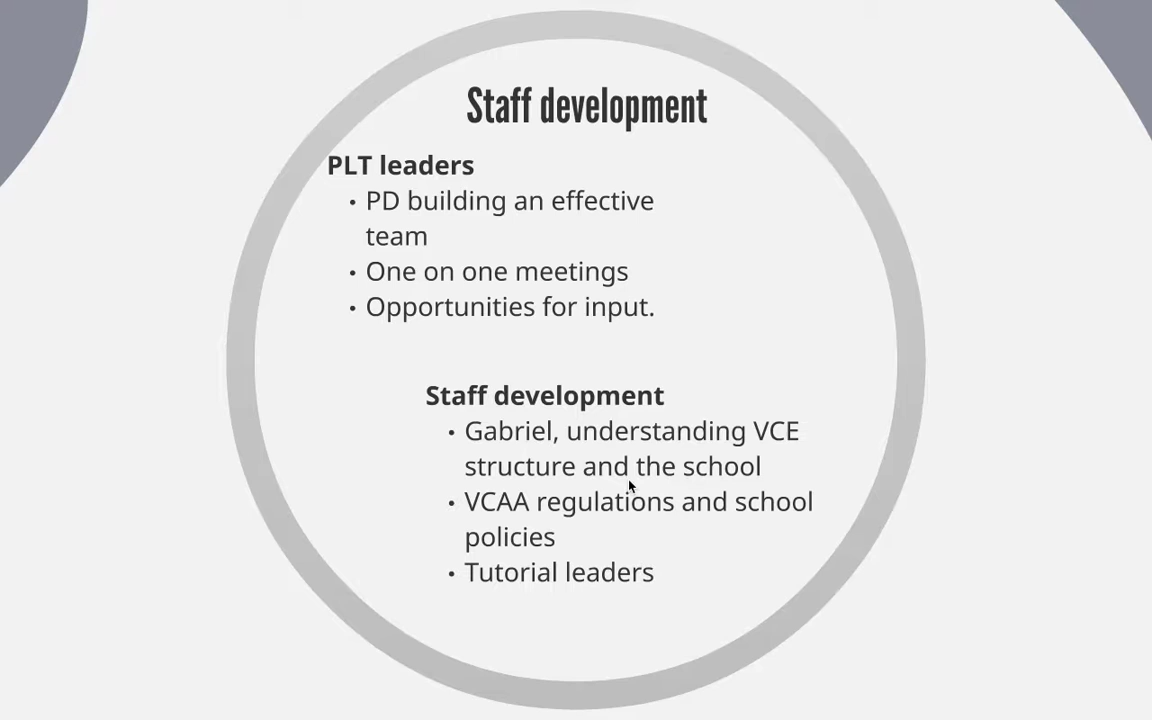 Staff development
PLT leaders
• PD building an effective
team
• One on one meetings
• Opportunities for input.
Staff development
• Gabriel, understanding VCE
structure and the school
• VCAA regulations and school
policies
• Tutorial leaders